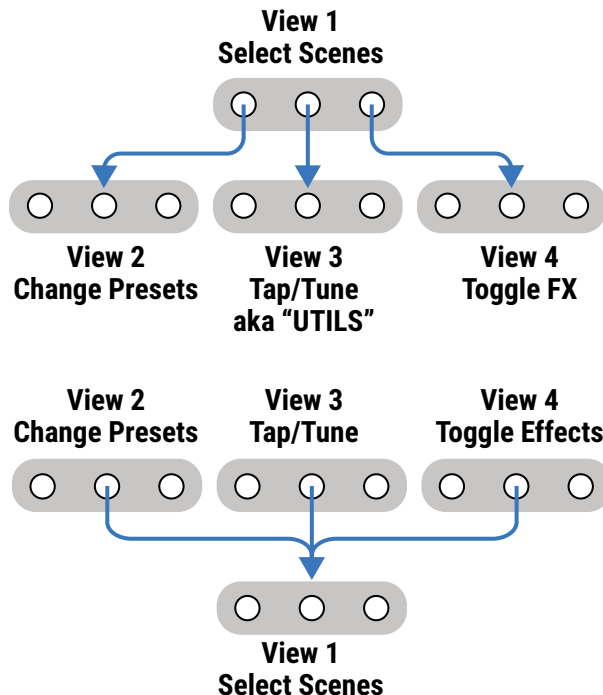 View 1
Select Scenes
View 2
Change Presets
View 3
Tap/Tune
aka “UTILS”
View 4
Toggle FX
View 2
Change Presets
View 3
Tap/Tune
View 4
Toggle Effects
View 1
Select Scenes